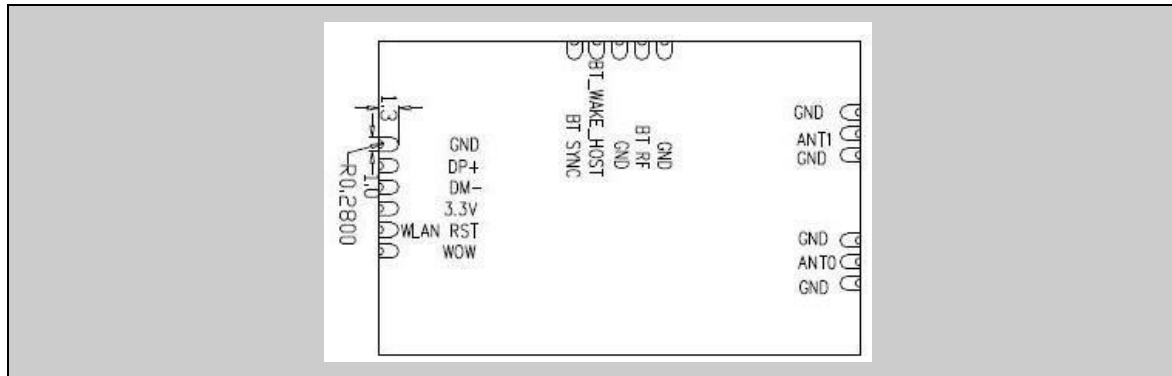 1.3
1.0
R0.2800
GND
DP+
DM-
3.3V
WLAN RST
WOW
BT SYNC
BT_WAKE_HOST
GND
BT RF
GND
GND
ANT1
GND
GND
ANT0
GND